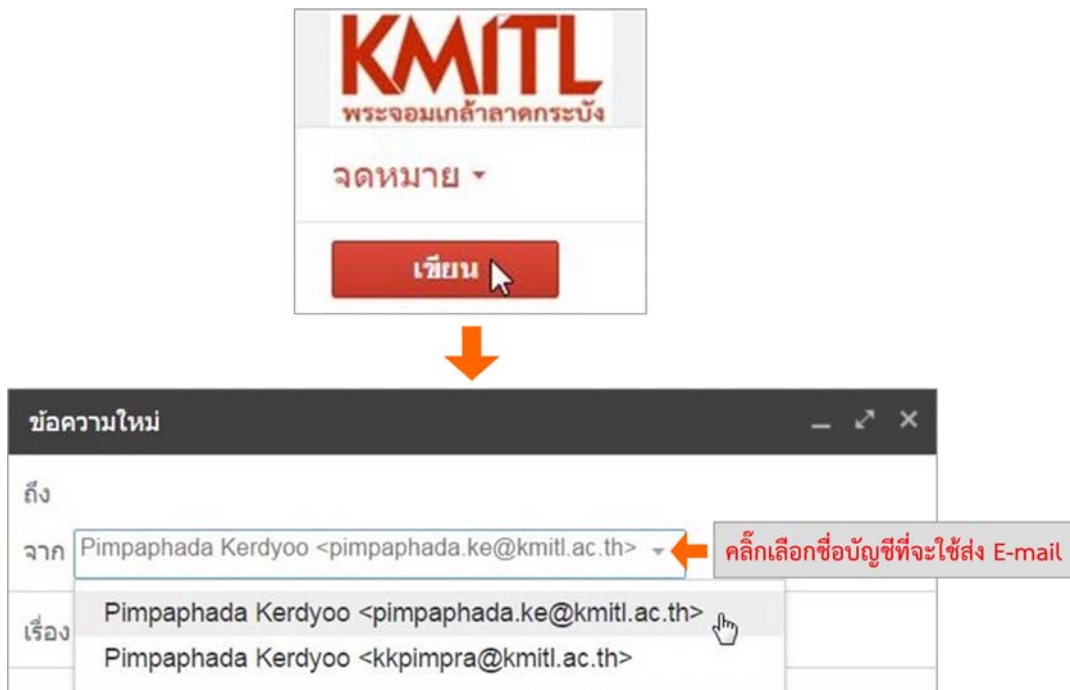 KMITL
พระจอมเกล้าลาดกระบัง
จดหมาย
เขียน
ข้อความใหม่
ถึง
จาก Pimpaphada Kerdyoo <pimpaphada.ke@kmitl.ac.th>
คลิ๊กเลือกชื่อบัญชีที่จะใช้ส่ง E-mail
Pimpaphada Kerdyoo <pimpaphada.ke@kmitl.ac.th>
เรื่อง
Pimpaphada Kerdyoo <kkpimpra@kmitl.ac.th>